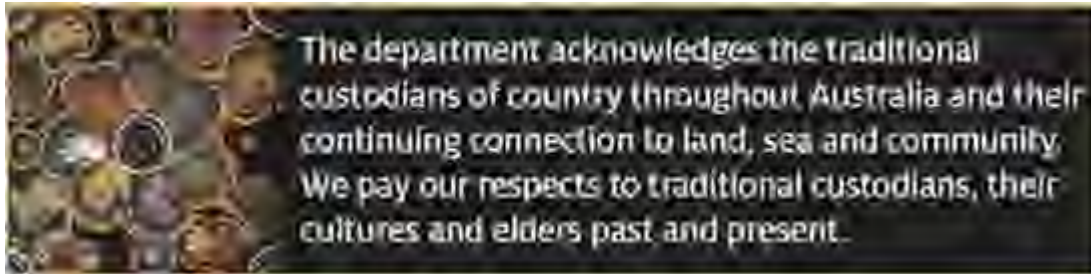 The department acknowledges the traditional
custodians of country throughout Australia and their
continuing connection to land, sea and community.
We pay our respects to traditional custodians, their
cultures and elders past and present.